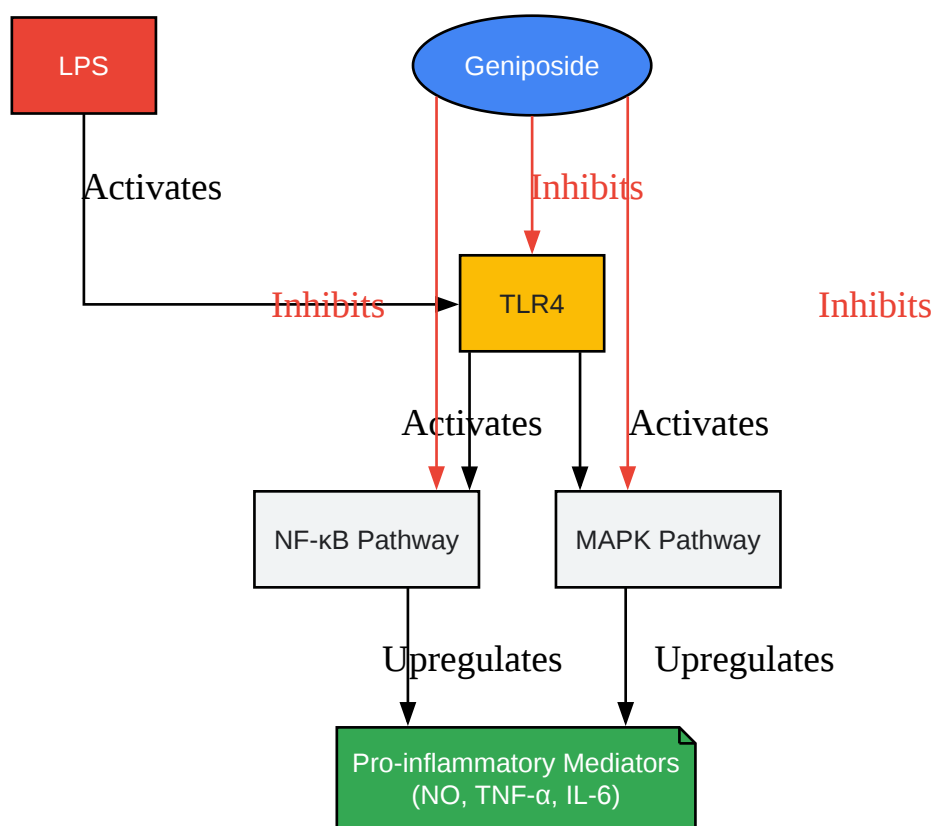 LPS
Geniposide
Activates
Inhibits
Inhibits
TLR4
Inhibits
Activates
Activates
NF-κB Pathway
MAPK Pathway
Upregulates
Upregulates
Pro-inflammatory Mediators
(NO, TNF-α, IL-6)